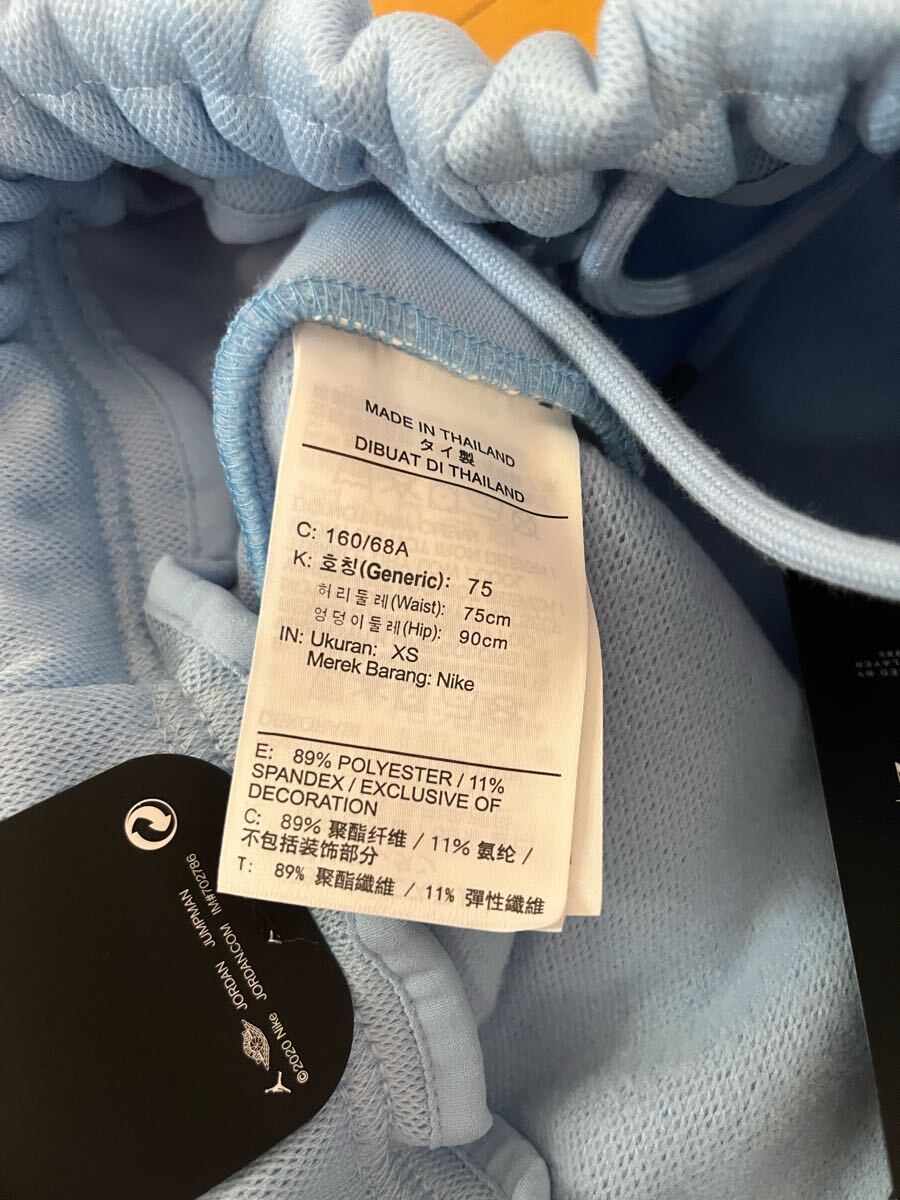 MADE IN THAILAND
タイ製
DIBUAT DI THAILAND
C: 160/68A
K: 호칭(Generic): 75
허리둘레(Waist): 75cm
엉덩이둘레(Hip): 90cm
IN: Ukuran: XS
Merek Barang: Nike
E: 89% POLYESTER / 11%
SPANDEX / EXCLUSIVE OF
DECORATION
C: 89% 聚酯纤维 / 11% 氨纶 /
不包括装饰部分
T: 89% 聚酯纖維 / 11% 彈性纖維
JORDAN JUMPMAN
©2020 Nike JORDAN.COM IM#702786